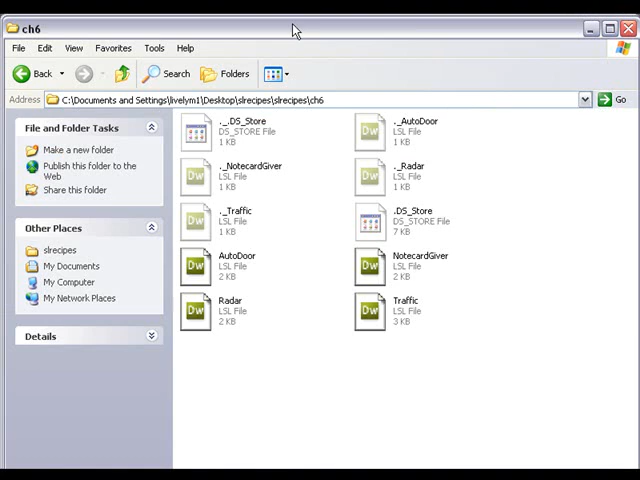 ch6
File Edit View Favorites Tools Help
Back Search Folders
Address C:\Documents and Settings\livelym1\Desktop\slrecipes\slrecipes\ch6 Go
File and Folder Tasks
Make a new folder
Publish this folder to the
Web
Share this folder
Other Places
slrecipes
My Documents
My Computer
My Network Places
Details
._.DS_Store
DS_STORE File
1 KB
._AutoDoor
LSL File
1 KB
._NotecardGiver
LSL File
1 KB
._Radar
LSL File
1 KB
._Traffic
LSL File
1 KB
.DS_Store
DS_STORE File
7 KB
Dw
AutoDoor
LSL File
2 KB
Dw
NotecardGiver
LSL File
2 KB
Dw
Radar
LSL File
2 KB
Dw
Traffic
LSL File
3 KB